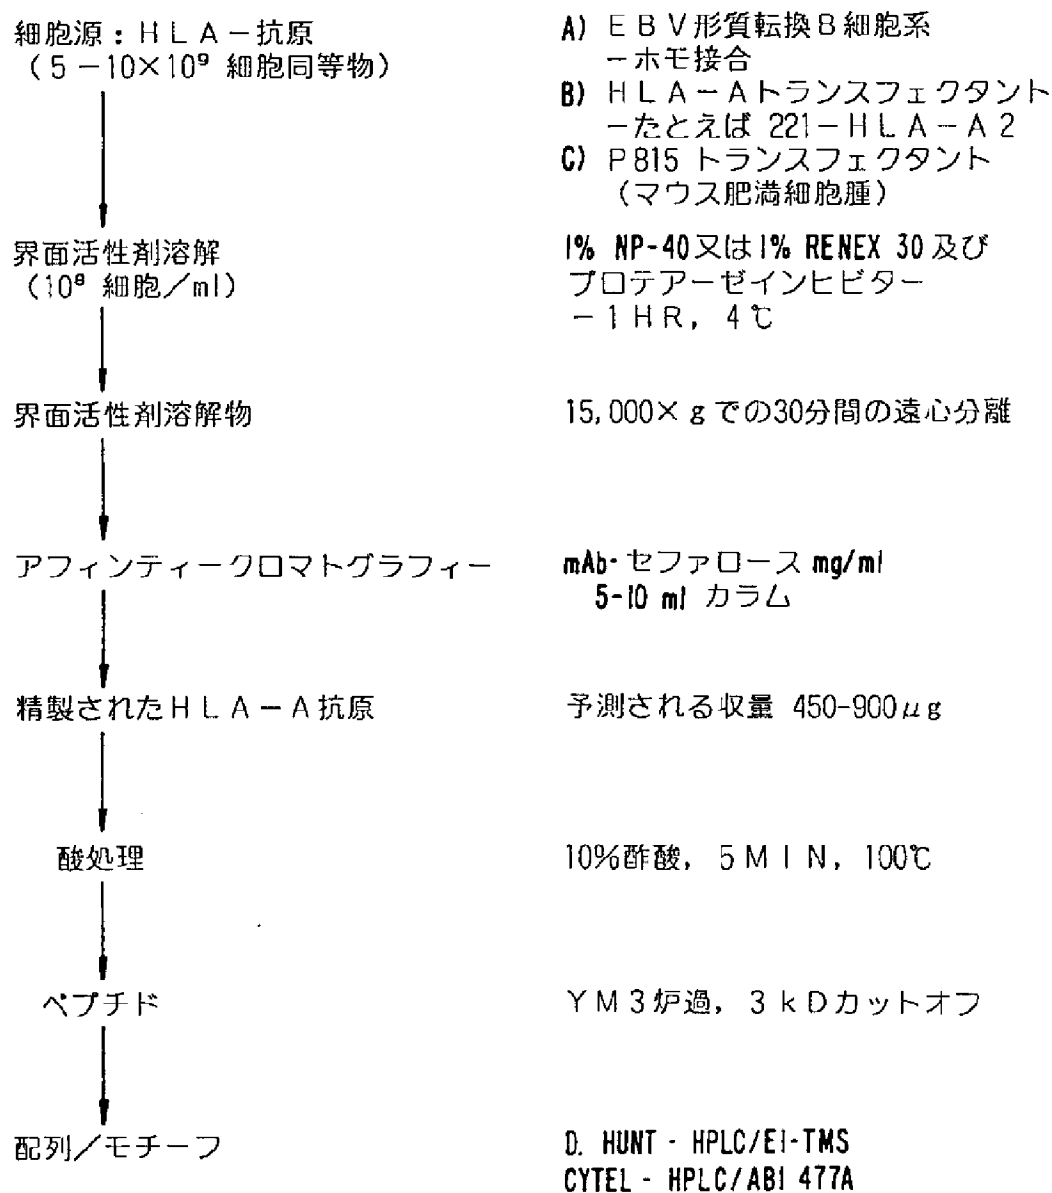 細胞源：ＨＬＡ－抗原
（5－10×10⁹ 細胞同等物）
A) ＥＢＶ形質転換Ｂ細胞系
－ホモ接合
B) ＨＬＡ－Ａトランスフェクタント
－たとえば 221－ＨＬＡ－Ａ２
C) Ｐ815 トランスフェクタント
（マウス肥満細胞腫）
界面活性剤溶解
（10⁸ 細胞／ml）
1% NP-40又は1% RENEX 30及び
プロテアーゼインヒビター
－１ＨＲ，４℃
界面活性剤溶解物
15,000×ｇでの30分間の遠心分離
アフィンティークロマトグラフィー
mAb-セファロース mg/ml
5-10 ml カラム
精製されたＨＬＡ－Ａ抗原
予測される収量 450-900μg
酸処理
10%酢酸，５ＭＩＮ，100℃
ペプチド
ＹＭ３炉過，３ｋＤカットオフ
配列／モチーフ
D. HUNT - HPLC/EI-TMS
CYTEL - HPLC/ABI 477A